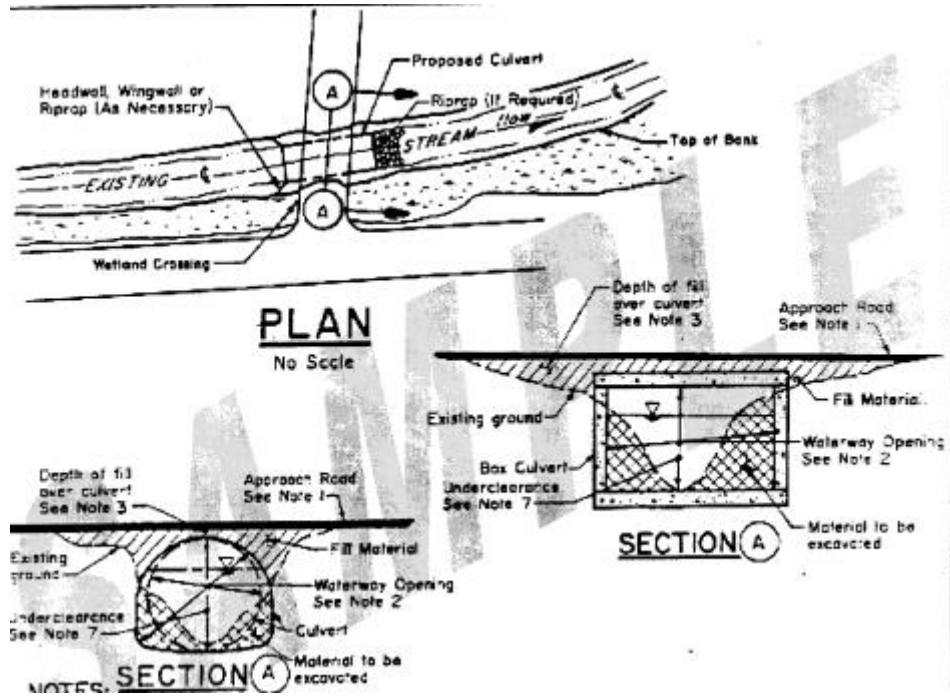 Headwall, Wingwall or
Riprap (As Necessary)
A
Proposed Culvert
Riprap (If Required)
STREAM flow
Top of Bank
EXISTING
A
Wetland Crossing
PLAN
No Scale
SAMPLE
Depth of fill
over culvert
See Note 3
Approach Road
See Note 1
Existing ground
Fill Material
Box Culvert
Waterway Opening
See Note 2
Underclearance
See Note 7
Material to be
excavated
SECTION A
Depth of fill
over culvert
See Note 3
Approach Road
See Note 1
Existing
ground
Fill Material
Waterway Opening
See Note 2
Underclearance
See Note 7
Culvert
Material to be
excavated
SECTION A
NOTES: